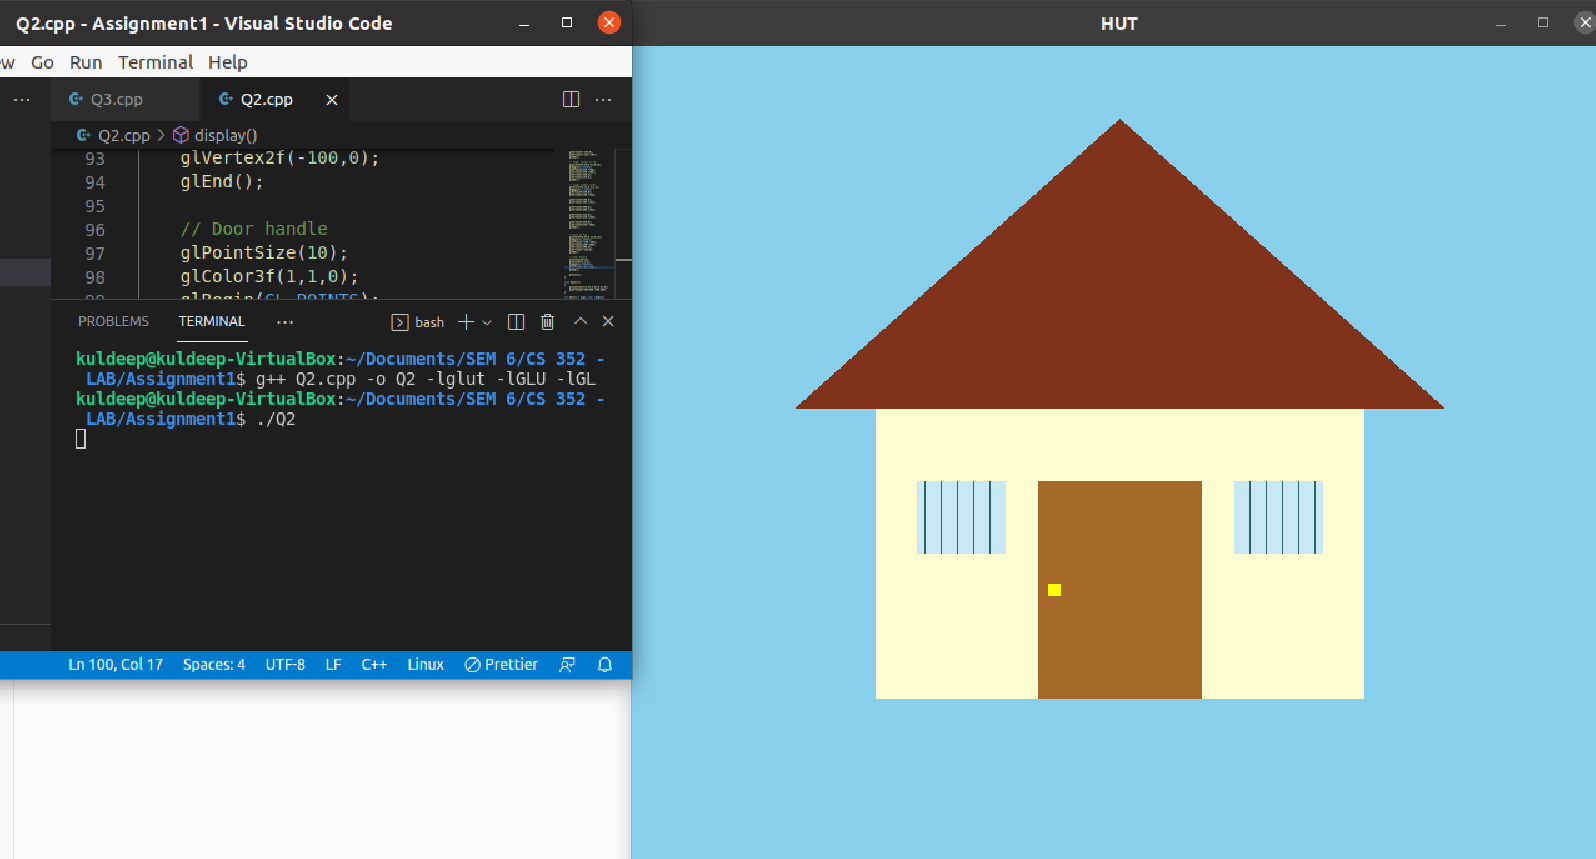 Q2.cpp - Assignment1 - Visual Studio Code
HUT
w Go Run Terminal Help
Q3.cpp Q2.cpp
Q2.cpp > display()
93 glVertex2f(-100,0);
94 glEnd();
95
96 // Door handle
97 glPointSize(10);
98 glColor3f(1,1,0);
99 glBegin(GL_POINTS);
PROBLEMS TERMINAL ... bash
kuldeep@kuldeep-VirtualBox:~/Documents/SEM 6/CS 352 -
LAB/Assignment1$ g++ Q2.cpp -o Q2 -lglut -lGLU -lGL
kuldeep@kuldeep-VirtualBox:~/Documents/SEM 6/CS 352 -
LAB/Assignment1$ ./Q2
Ln 100, Col 17 Spaces: 4 UTF-8 LF C++ Linux Prettier